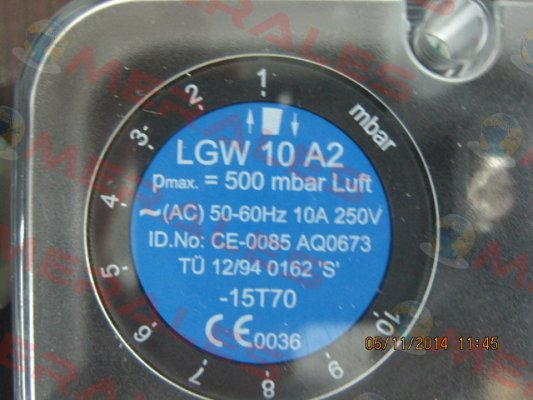 1
2
3
4
5
6
7
8
10
mbar
LGW 10 A2
pmax. = 500 mbar Luft
~(AC) 50-60Hz 10A 250V
ID.No: CE-0085 AQ0673
TÜ 12/94 0162 'S'
-15T70
CE 0036
05/11/2014 11:45
MERALES